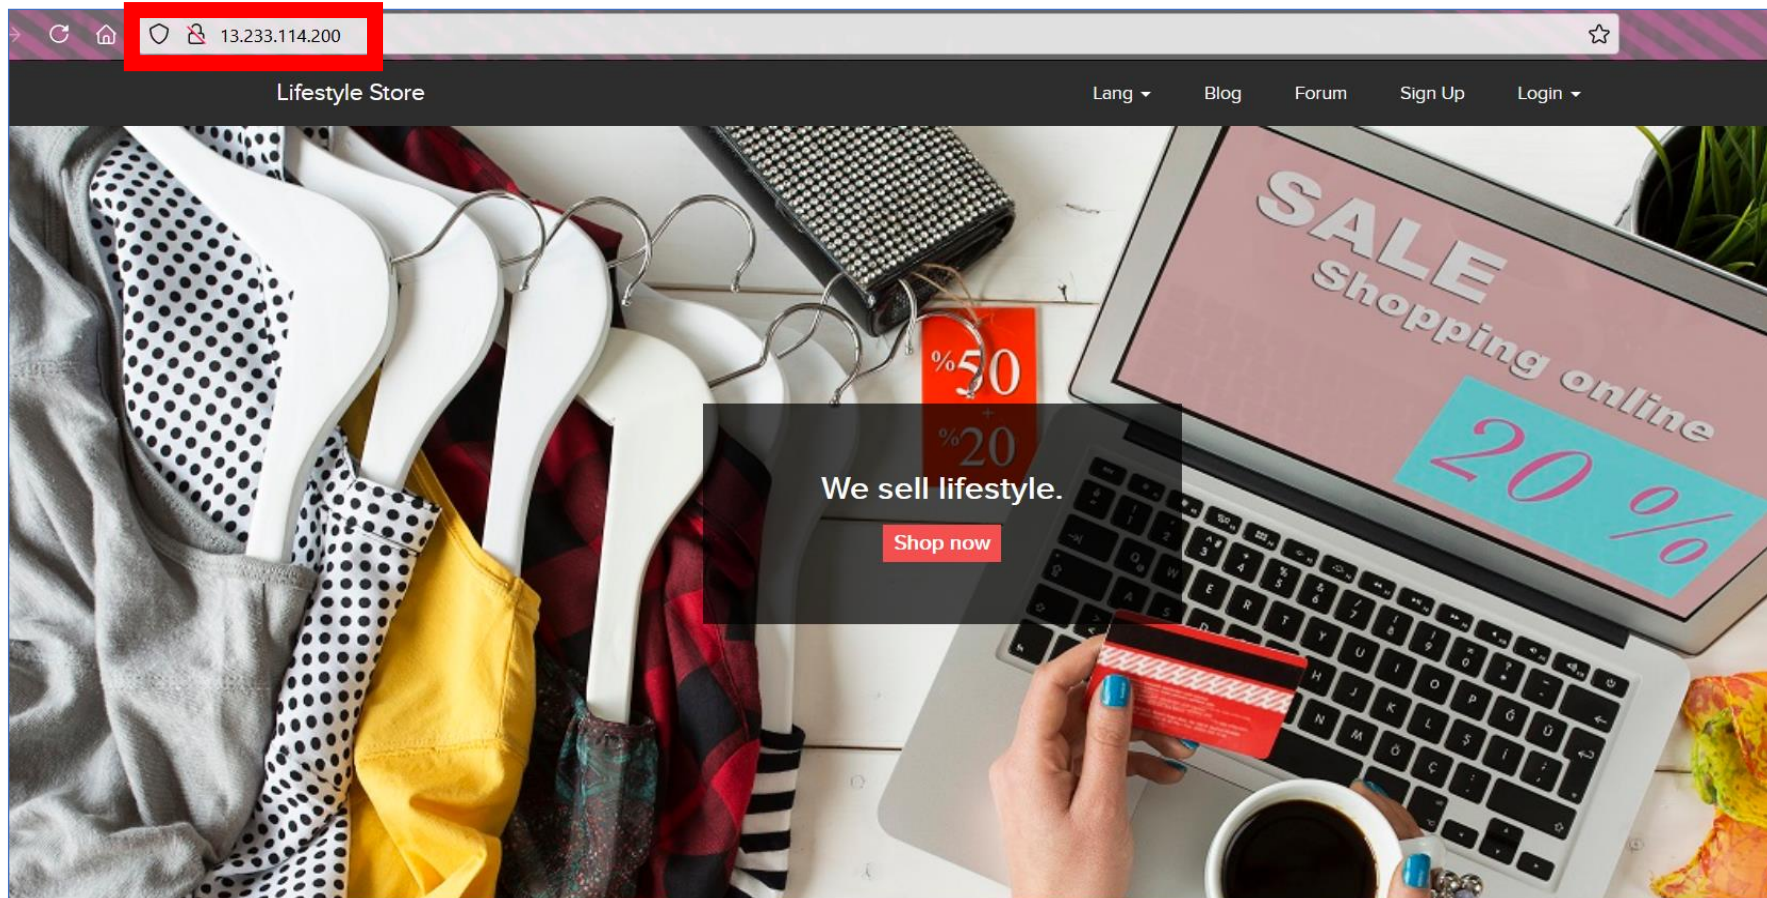 13.233.114.200
Lifestyle Store
Lang
Blog
Forum
Sign Up
Login
SALE
Shopping online
20 %
%50
+
%20
We sell lifestyle.
Shop now